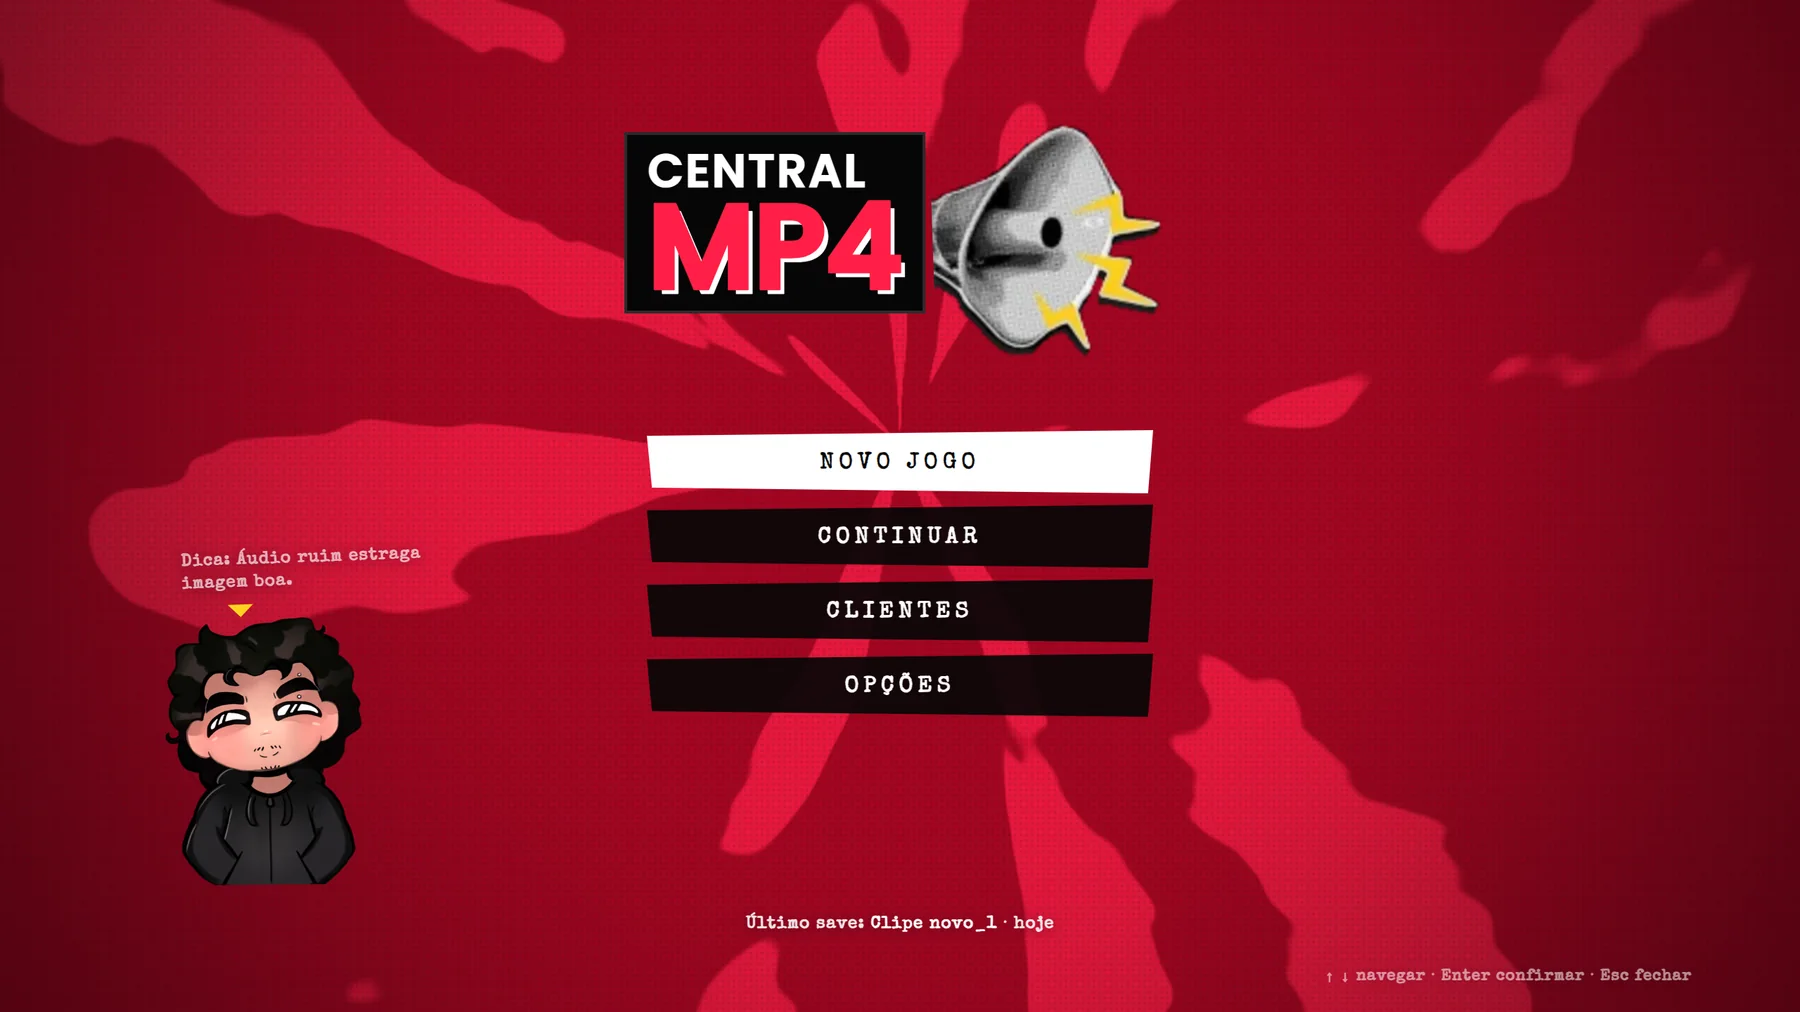 CENTRAL
MP4
NOVO JOGO
CONTINUAR
CLIENTES
OPÇÕES
Dica: Áudio ruim estraga
imagem boa.
Último save: Clipe novo_1 · hoje
↑ ↓ navegar · Enter confirmar · Esc fechar